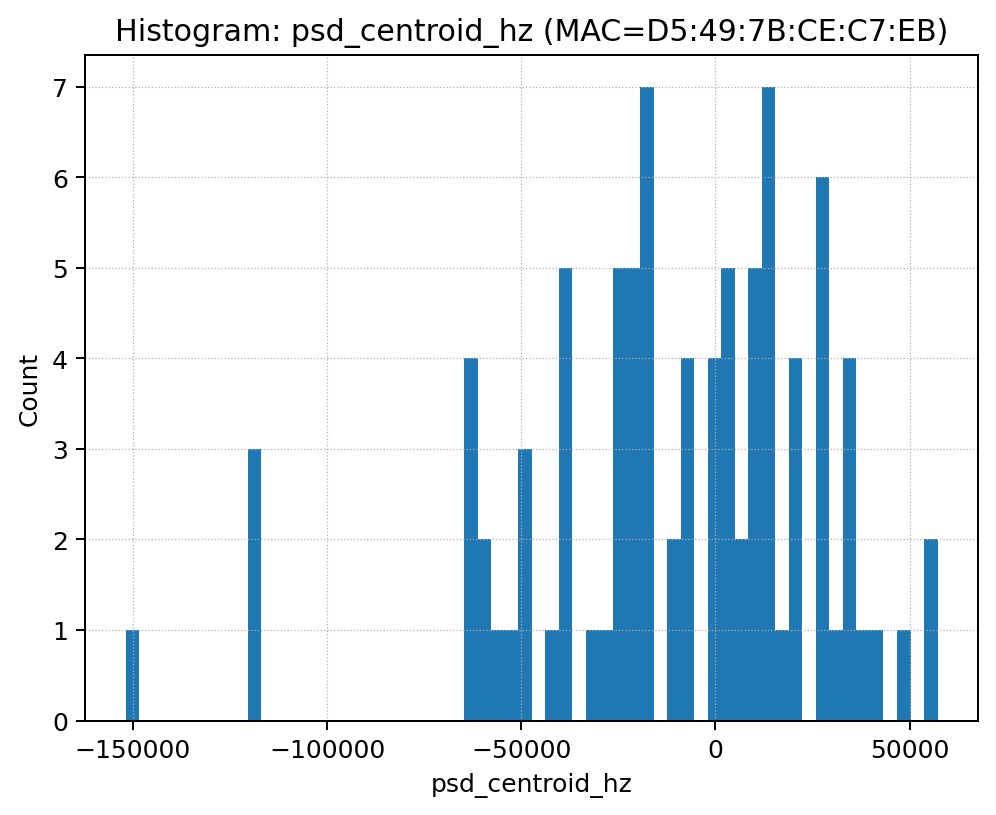 Histogram: psd_centroid_hz (MAC=D5:49:7B:CE:C7:EB)
7
6
5
4
3
2
1
0
Count
−150000 −100000 −50000 0 50000
psd_centroid_hz